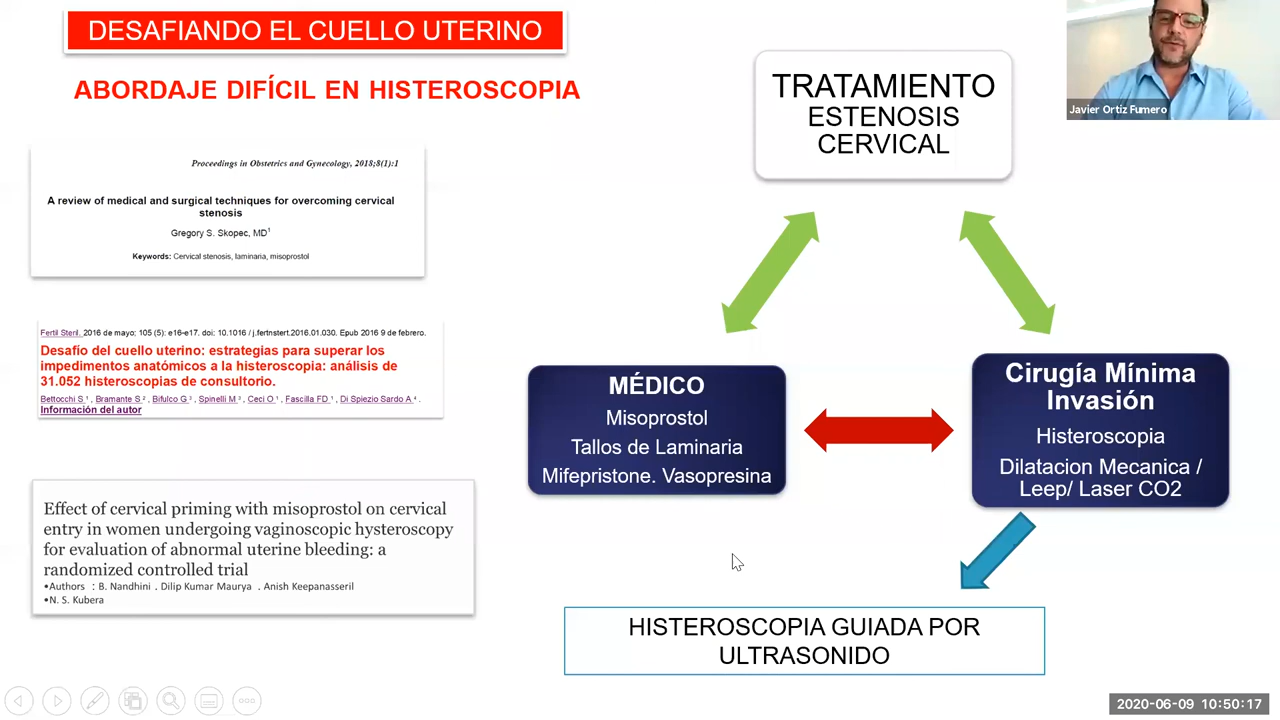 DESAFIANDO EL CUELLO UTERINO
ABORDAJE DIFÍCIL EN HISTEROSCOPIA
Proceedings in Obstetrics and Gynecology, 2018;8(1):1
A review of medical and surgical techniques for overcoming cervical
stenosis
Gregory S. Skopec, MD1
Keywords: Cervical stenosis, laminaria, misoprostol
Fertil Steril. 2016 de mayo; 105 (5): e16-e17. doi: 10.1016 / j.fertnstert.2016.01.030. Epub 2016 9 de febrero.
Desafío del cuello uterino: estrategias para superar los
impedimentos anatómicos a la histeroscopia: análisis de
31.052 histeroscopias de consultorio.
Bettocchi S 1 , Bramante S 2 , Bifulco G 3 , Spinelli M 3 , Ceci O 1 , Fascilla FD 1 , Di Spiezio Sardo A 4 .
Información del autor
Effect of cervical priming with misoprostol on cervical
entry in women undergoing vaginoscopic hysteroscopy
for evaluation of abnormal uterine bleeding: a
randomized controlled trial
•Authors : B. Nandhini . Dilip Kumar Maurya . Anish Keepanasseril
•N. S. Kubera
TRATAMIENTO
ESTENOSIS
CERVICAL
MÉDICO
Misoprostol
Tallos de Laminaria
Mifepristone. Vasopresina
Cirugía Mínima
Invasión
Histeroscopia
Dilatacion Mecanica /
Leep/ Laser CO2
HISTEROSCOPIA GUIADA POR
ULTRASONIDO
Javier Ortiz Fumero
2020-06-09 10:50:17